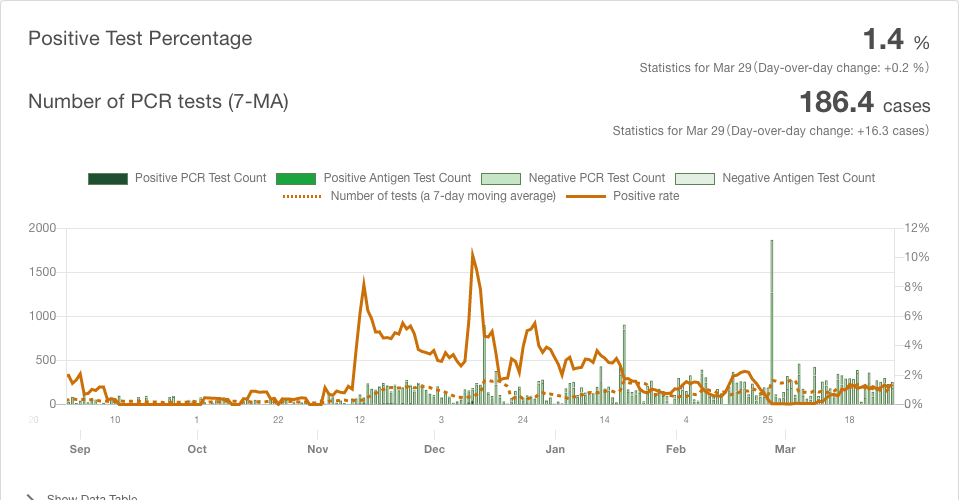 Positive Test Percentage
1.4 %
Statistics for Mar 29 (Day-over-day change: +0.2 %)
Number of PCR tests (7-MA)
186.4 cases
Statistics for Mar 29 (Day-over-day change: +16.3 cases)
Positive PCR Test Count Positive Antigen Test Count Negative PCR Test Count Negative Antigen Test Count
Number of tests (a 7-day moving average) Positive rate
2000 12%
10%
1500
8%
1000 6%
4%
500
2%
0 0%
20 10 1 22 12 3 24 14 4 25 18
Sep Oct Nov Dec Jan Feb Mar
Show Data Table